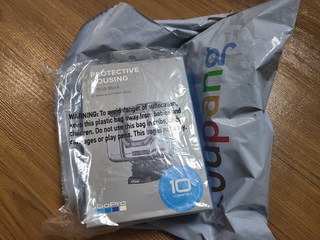 PROTECTIVE
HOUSING
WARNING: To avoid danger of suffocation,
keep this plastic bag away from babies and
children. Do not use this bag in cribs, beds,
carriages or play pens. This bag is not a toy.
10
GoPro
coupang